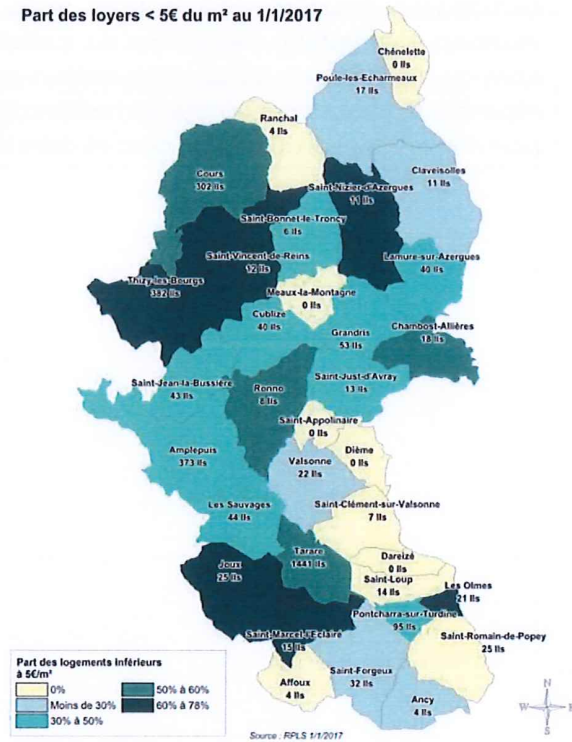 Part des loyers < 5€ du m² au 1/1/2017
Chénelette
0 lls
Poule-les-Echarmeaux
17 lls
Ranchal
4 lls
Cours
302 lls
Claveisolles
11 lls
Saint-Nizier-d'Azergues
11 lls
Saint-Bonnet-le-Troncy
6 lls
Saint-Vincent-de-Reins
12 lls
Lamure-sur-Azergues
40 lls
Thizy-les-Bourgs
382 lls
Meaux-la-Montagne
0 lls
Cublize
40 lls
Grandris
53 lls
Chambost-Allières
18 lls
Saint-Jean-la-Bussière
43 lls
Ronno
8 lls
Saint-Just-d'Avray
13 lls
Saint-Appolinaire
0 lls
Amplepuis
373 lls
Valsonne
22 lls
Dième
0 lls
Les Sauvages
44 lls
Saint-Clément-sur-Valsonne
7 lls
Tarare
1441 lls
Dareizé
0 lls
Joux
25 lls
Saint-Loup
14 lls
Les Olmes
21 lls
Pontcharra-sur-Turdine
95 lls
Saint-Marcel-l'Eclairé
15 lls
Saint-Romain-de-Popey
25 lls
Saint-Forgeux
32 lls
Affoux
4 lls
Ancy
4 lls
Part des logements inférieurs
à 5€/m²
0%
Moins de 30%
30% à 50%
50% à 60%
60% à 78%
N
W
E
S
Source : RPLS 1/1/2017